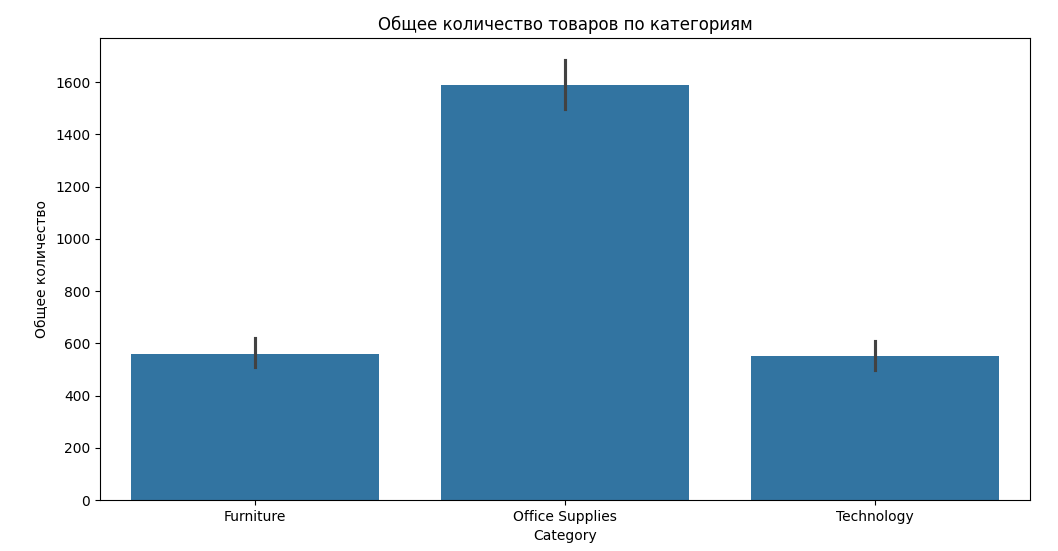 Общее количество товаров по категориям
Общее количество
1600
1400
1200
1000
800
600
400
200
0
Furniture
Office Supplies
Technology
Category